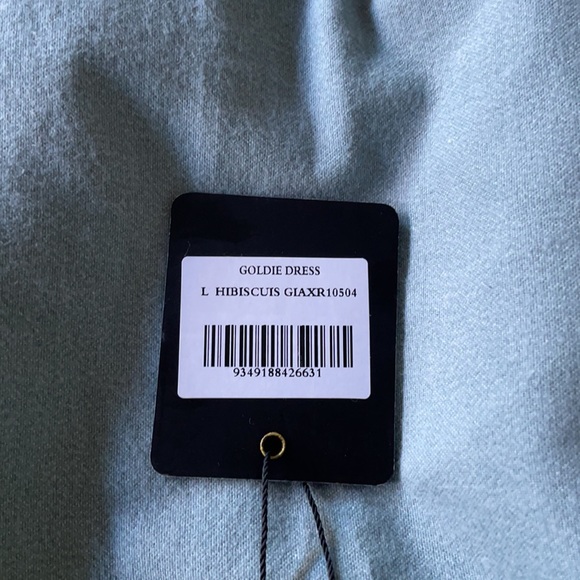 GOLDIE DRESS
L HIBISCUIS GIAXR10504
9349188426631